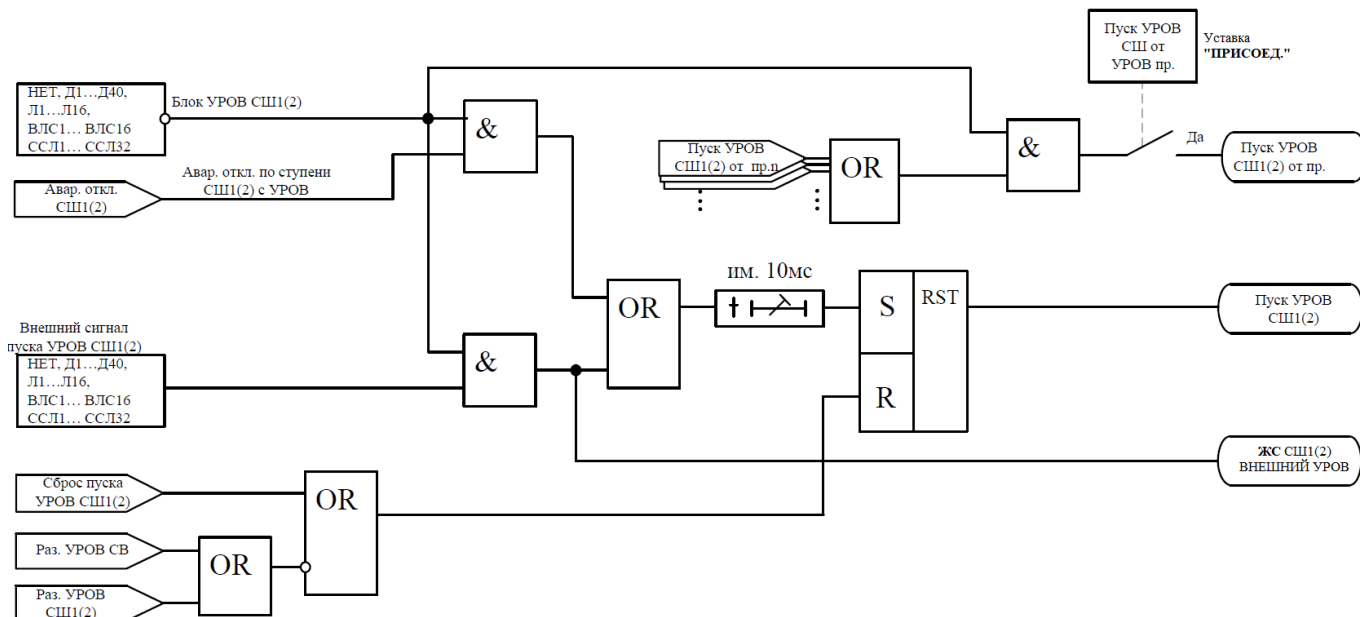 Пуск УРОВ
СШ от
УРОВ пр.
Уставка
"ПРИСОЕД."
НЕТ, Д1...Д40,
Л1...Л16,
ВЛС1... ВЛС16
ССЛ1... ССЛ32
Блок УРОВ СШ1(2)
&
Пуск УРОВ
СШ1(2) от пр.n
OR
&
Да
Пуск УРОВ
СШ1(2) от пр.
Авар. откл.
СШ1(2)
Авар. откл. по ступени
СШ1(2) с УРОВ
им. 10мс
OR
S
RST
R
Пуск УРОВ
СШ1(2)
Внешний сигнал
пуска УРОВ СШ1(2)
НЕТ, Д1...Д40,
Л1...Л16,
ВЛС1... ВЛС16
ССЛ1... ССЛ32
&
ЖС СШ1(2)
ВНЕШНИЙ УРОВ
Сброс пуска
УРОВ СШ1(2)
OR
Раз. УРОВ СВ
OR
Раз. УРОВ
СШ1(2)